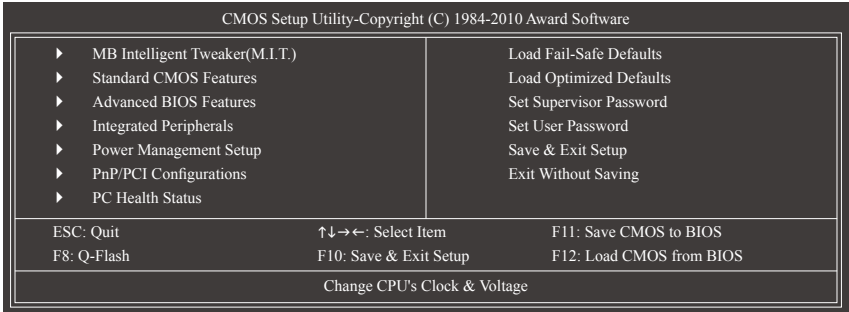 CMOS Setup Utility-Copyright (C) 1984-2010 Award Software
MB Intelligent Tweaker(M.I.T.)
Standard CMOS Features
Advanced BIOS Features
Integrated Peripherals
Power Management Setup
PnP/PCI Configurations
PC Health Status
Load Fail-Safe Defaults
Load Optimized Defaults
Set Supervisor Password
Set User Password
Save & Exit Setup
Exit Without Saving
ESC: Quit ↑↓→←: Select Item F11: Save CMOS to BIOS
F8: Q-Flash F10: Save & Exit Setup F12: Load CMOS from BIOS
Change CPU's Clock & Voltage